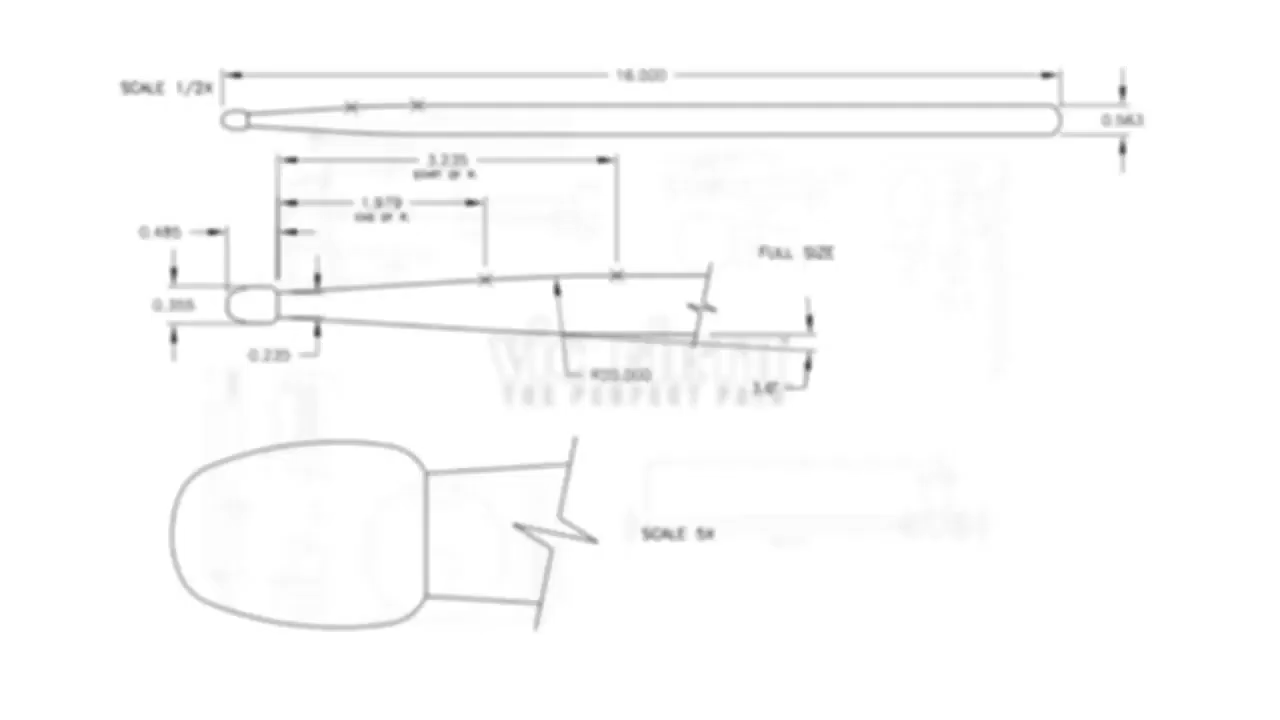 16.000
SCALE 1/2X
0.563
3.235
START OF R.
1.979
END OF R.
0.485
FULL SIZE
0.355
0.235
R20.000
THE PERFECT PAIR
SCALE 5X